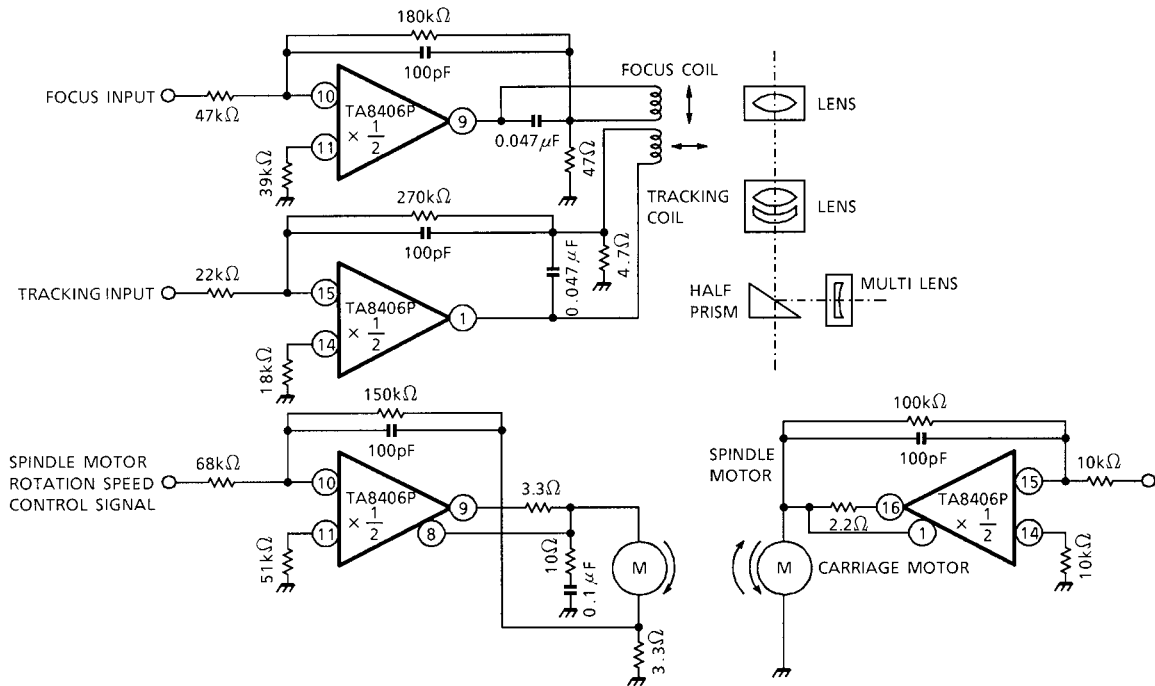 180kΩ
100pF
FOCUS INPUT
47kΩ
10
11
TA8406P
× 1/2
9
39kΩ
0.047μF
47Ω
FOCUS COIL
TRACKING
COIL
LENS
LENS
HALF
PRISM
MULTI LENS
270kΩ
100pF
TRACKING INPUT
22kΩ
15
14
TA8406P
× 1/2
1
18kΩ
0.047μF
4.7Ω
150kΩ
100pF
SPINDLE MOTOR
ROTATION SPEED
CONTROL SIGNAL
68kΩ
10
11
TA8406P
× 1/2
9
8
51kΩ
3.3Ω
10Ω
0.1μF
M
3.3Ω
SPINDLE
MOTOR
100kΩ
100pF
10kΩ
15
14
TA8406P
× 1/2
16
1
2.2Ω
10kΩ
M
CARRIAGE MOTOR